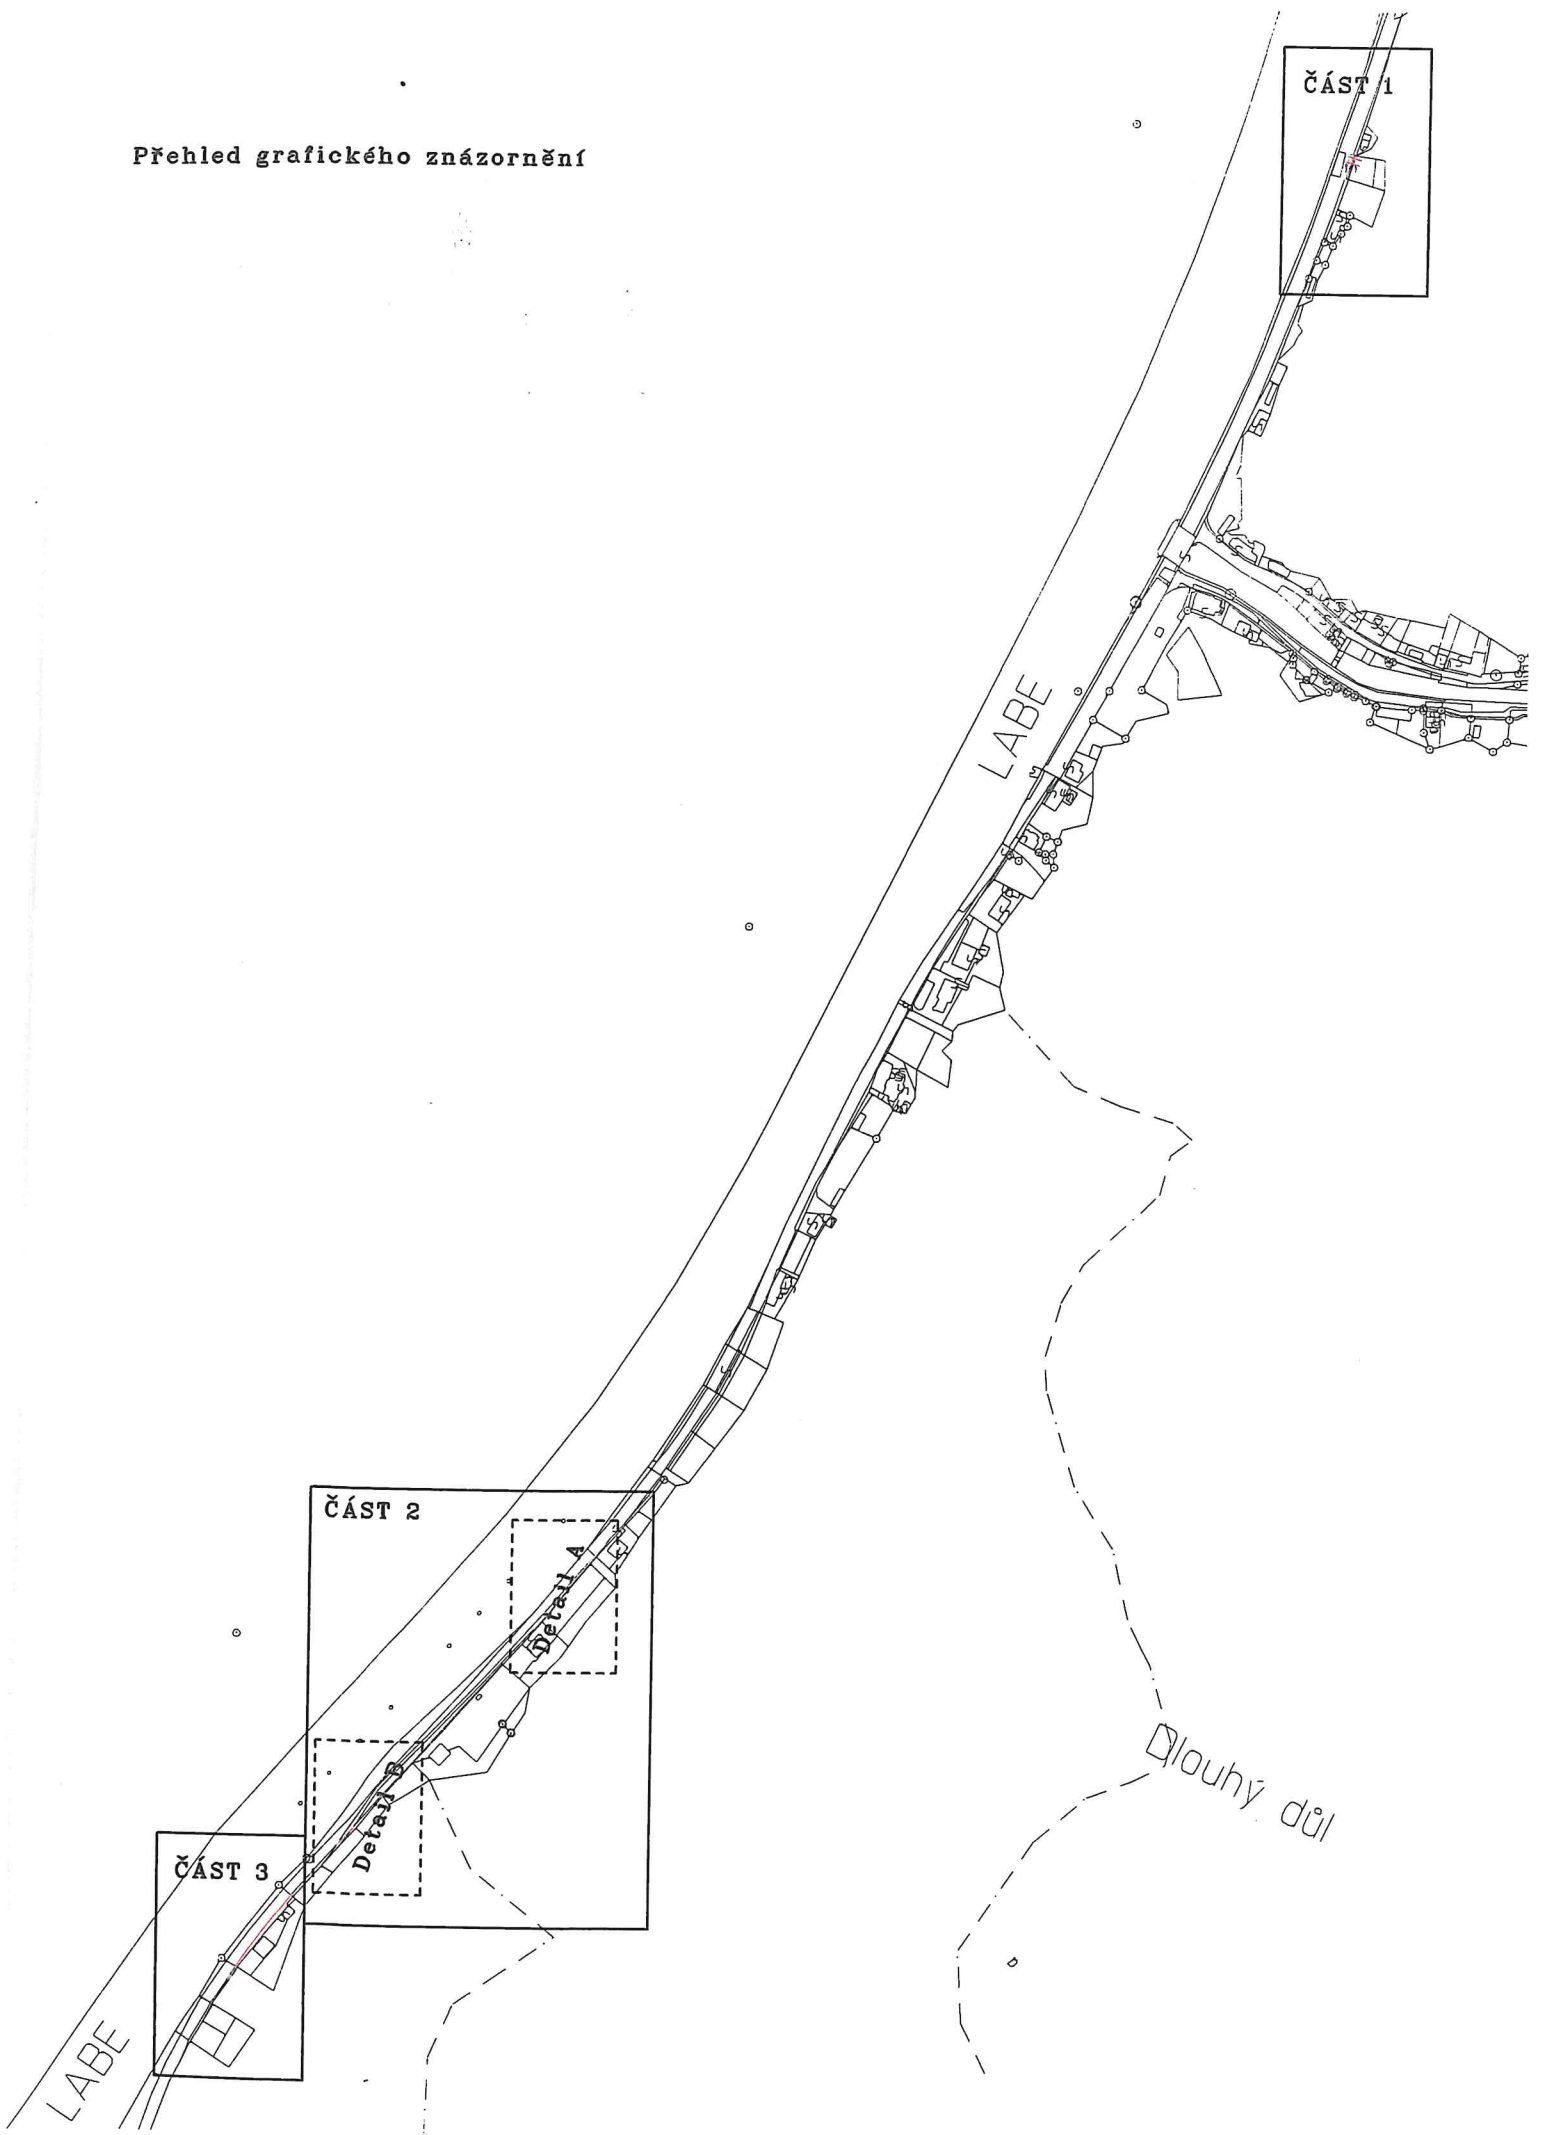 ČÁST 1
Přehled grafického znázornění
LABE
ČÁST 2
Detail A
Dlouhý důl
Detail B
ČÁST 3
LABE